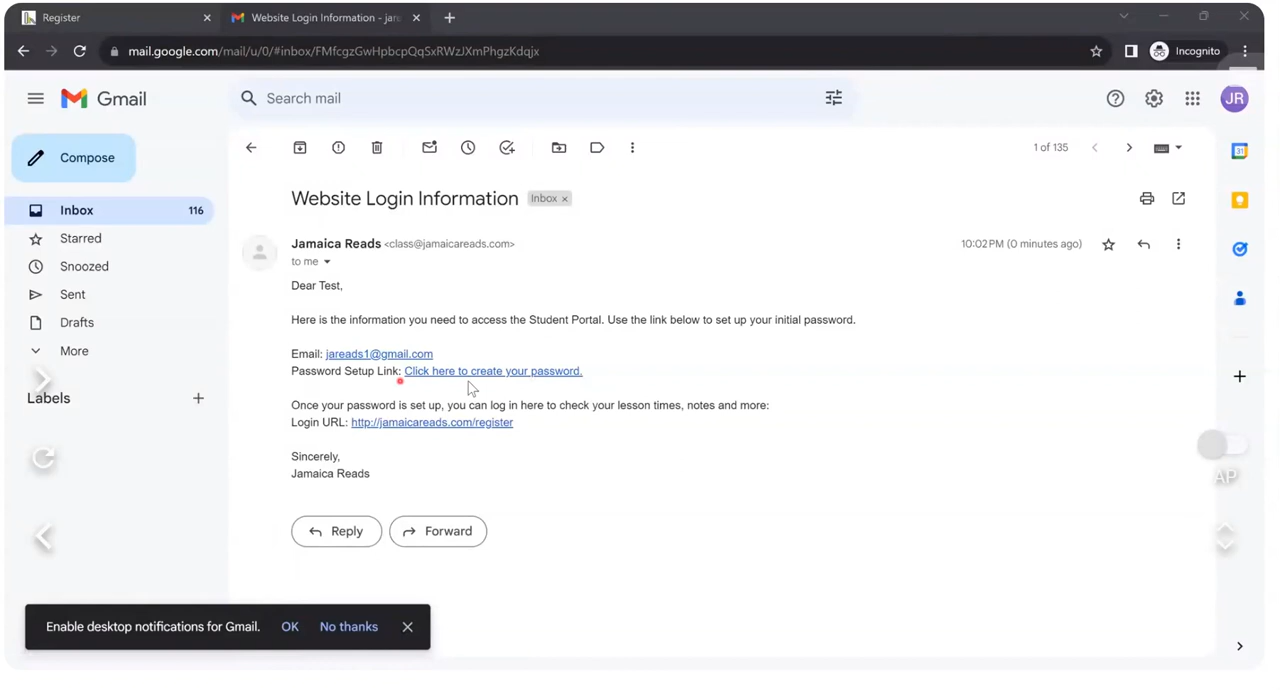 Register
Website Login Information - jar
mail.google.com/mail/u/0/#inbox/FMfcgzGwHpbcpQqSxRWzJXmPhgzKdqjx
Incognito
Gmail
Search mail
JR
Compose
1 of 135
Inbox 116
Starred
Snoozed
Sent
Drafts
More
Labels
Website Login Information Inbox
Jamaica Reads <class@jamaicareads.com>
10:02 PM (0 minutes ago)
to me
Dear Test,
Here is the information you need to access the Student Portal. Use the link below to set up your initial password.
Email: jareads1@gmail.com
Password Setup Link: Click here to create your password.
Once your password is set up, you can log in here to check your lesson times, notes and more:
Login URL: http://jamaicareads.com/register
Sincerely,
Jamaica Reads
Reply
Forward
31
AP
Enable desktop notifications for Gmail. OK No thanks